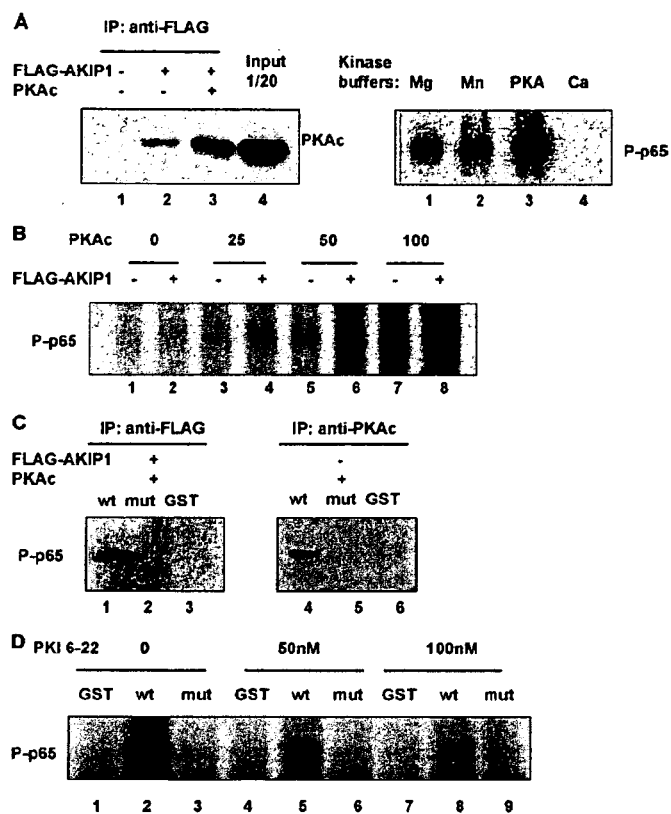 A
IP: anti-FLAG
FLAG-AKIP1 - + + Input
PKAc - - + 1/20
PKAc
1 2 3 4
Kinase
buffers: Mg Mn PKA Ca
P-p65
1 2 3 4
B
PKAc 0 25 50 100
FLAG-AKIP1 - + - + - + - +
P-p65
1 2 3 4 5 6 7 8
C
IP: anti-FLAG
FLAG-AKIP1 +
PKAc +
wt mut GST
P-p65
1 2 3
IP: anti-PKAc
-
+
wt mut GST
4 5 6
D
PKI 6-22 0 50nM 100nM
GST wt mut GST wt mut GST wt mut
P-p65
1 2 3 4 5 6 7 8 9